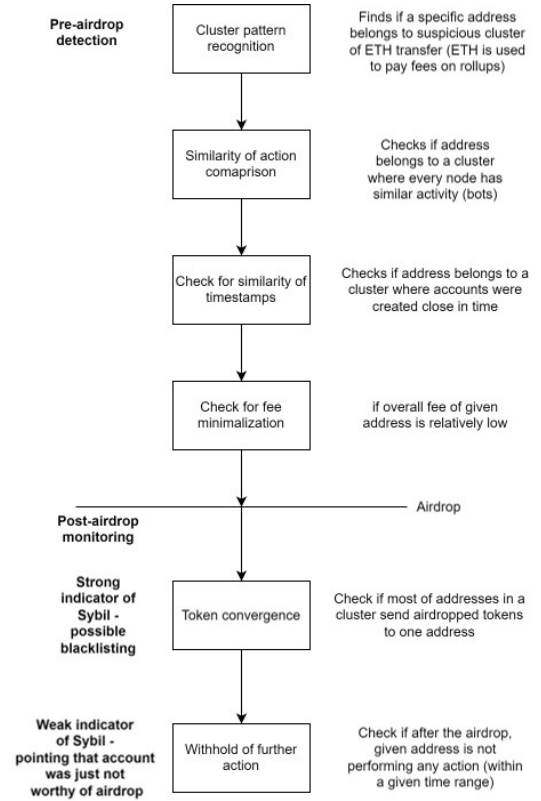 Pre-airdrop
detection
Cluster pattern
recognition
Finds if a specific address
belongs to suspicious cluster
of ETH transfer (ETH is used
to pay fees on rollups)
Similarity of action
comaprison
Checks if address
belongs to a cluster
where every node has
similar activity (bots)
Check for similarity of
timestamps
Checks if address belongs to a
cluster where accounts were
created close in time
Check for fee
minimalization
if overall fee of given
address is relatively low
Airdrop
Post-airdrop
monitoring
Strong
indicator of
Sybil -
possible
blacklisting
Token convergence
Check if most of addresses in a
cluster send airdropped tokens
to one address
Weak indicator
of Sybil -
pointing that account
was just not
worthy of airdrop
Withhold of further
action
Check if after the airdrop,
given address is not
performing any action (within
a given time range)